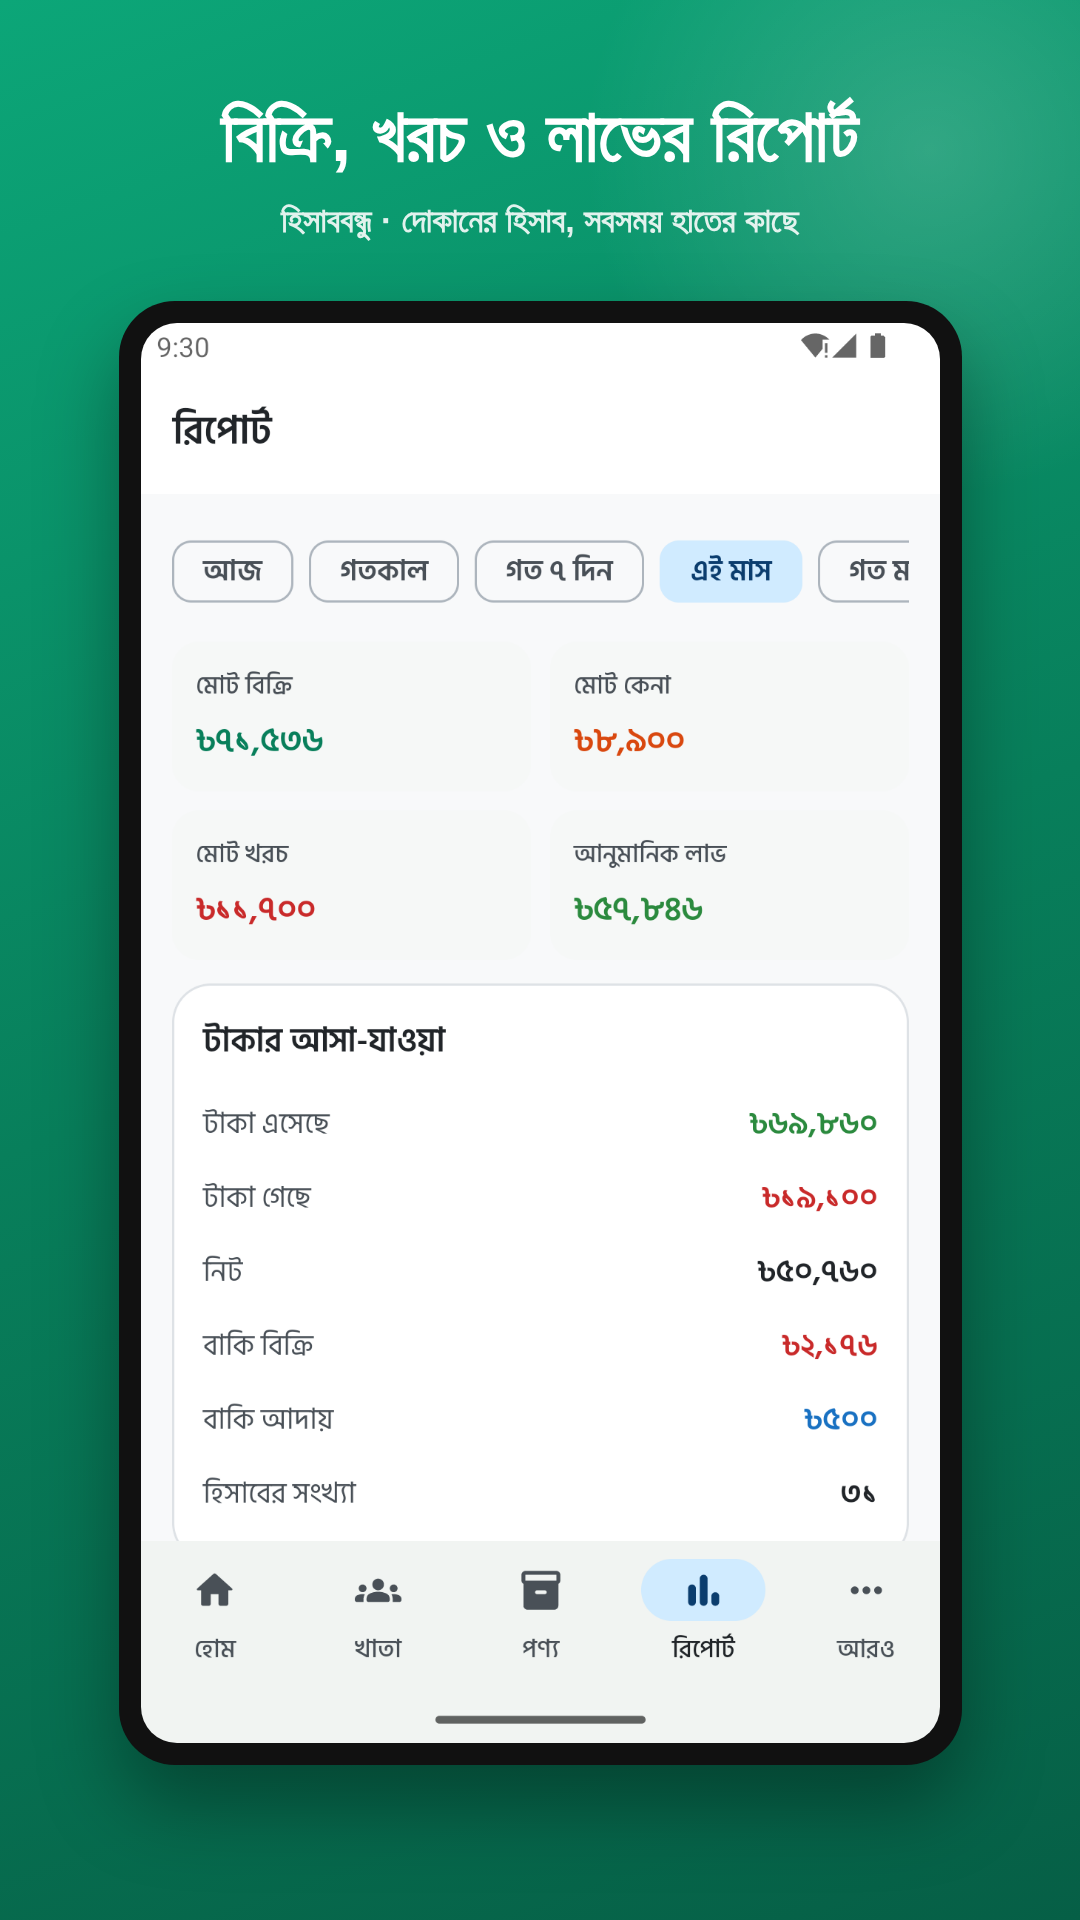 বিক্রি, খরচ ও লাভের রিপোর্ট
হিসাববন্ধু · দোকানের হিসাব, সবসময় হাতের কাছে
9:30
রিপোর্ট
আজ গতকাল গত ৭ দিন এই মাস গত ম
মোট বিক্রি মোট কেনা
৳৭১,৫৩৬ ৳৮,৯০০
মোট খরচ আনুমানিক লাভ
৳১১,৭০০ ৳৫৭,৮৪৬
টাকার আসা-যাওয়া
টাকা এসেছে ৳৬৯,৮৬০
টাকা গেছে ৳১৯,১০০
নিট ৳৫০,৭৬০
বাকি বিক্রি ৳২,১৭৬
বাকি আদায় ৳৫০০
হিসাবের সংখ্যা ৩১
হোম খাতা পণ্য রিপোর্ট আরও